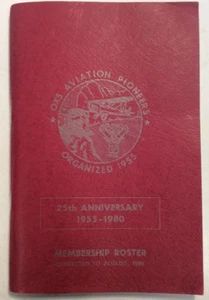 OX5 AVIATION PIONEERS
ORGANIZED 1955
25th ANNIVERSARY
1955-1980
MEMBERSHIP ROSTER